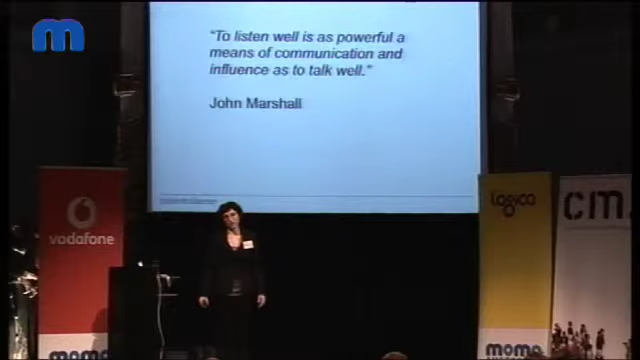 m
"To listen well is as powerful a
means of communication and
influence as to talk well."
John Marshall
vodafone
momo
logica
momo
cm.